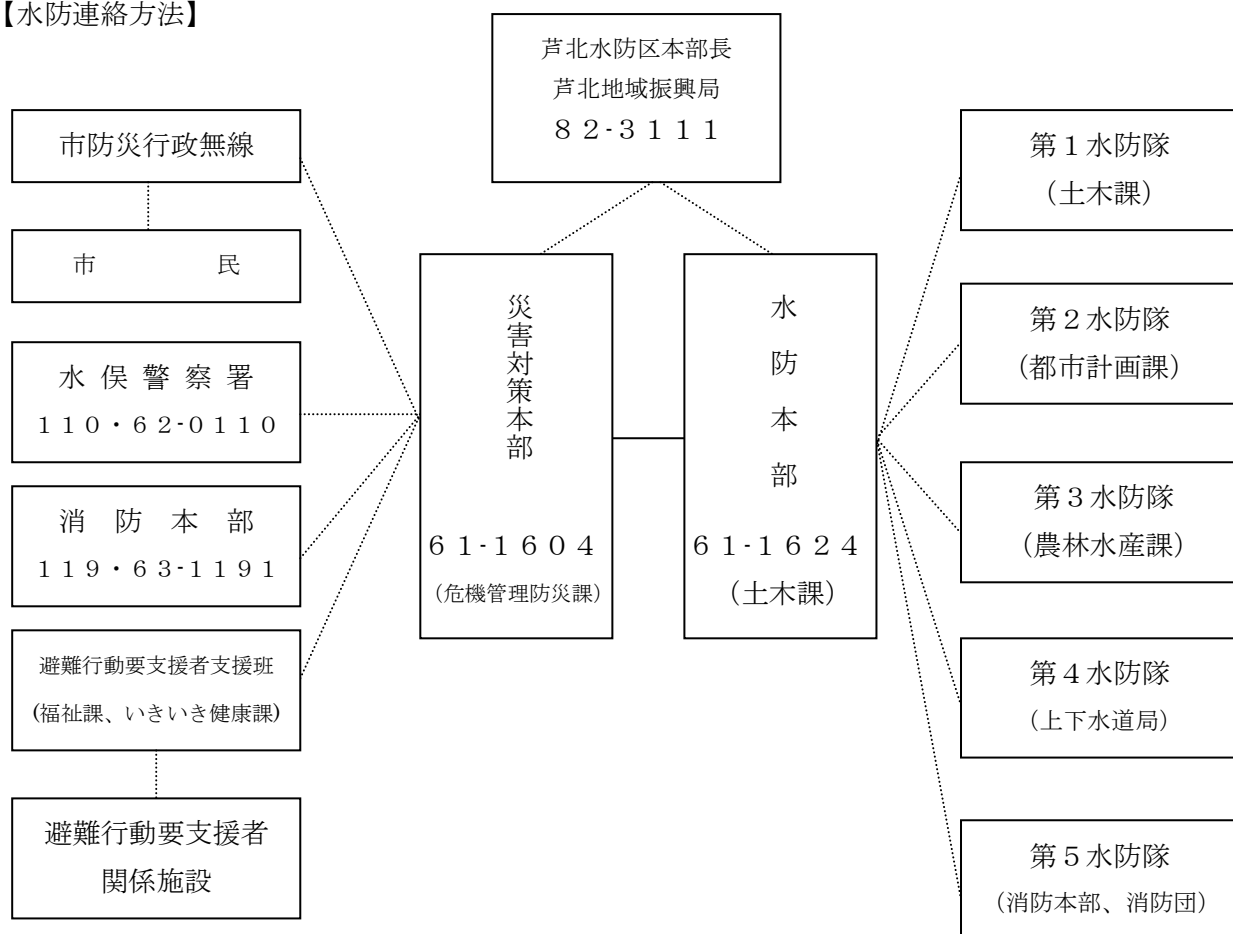 【水防連絡方法】
芦北水防区本部長
芦北地域振興局
８２-３１１１
市防災行政無線
市　　　民
水 俣 警 察 署
１１０・６２-０１１０
消 防 本 部
１１９・６３-１１９１
避難行動要支援者支援班
(福祉課、いきいき健康課)
避難行動要支援者
関係施設
災害対策本部
６１-１６０４
（危機管理防災課）
水防本部
６１-１６２４
（土木課）
第１水防隊
（土木課）
第２水防隊
（都市計画課）
第３水防隊
（農林水産課）
第４水防隊
（上下水道局）
第５水防隊
（消防本部、消防団）